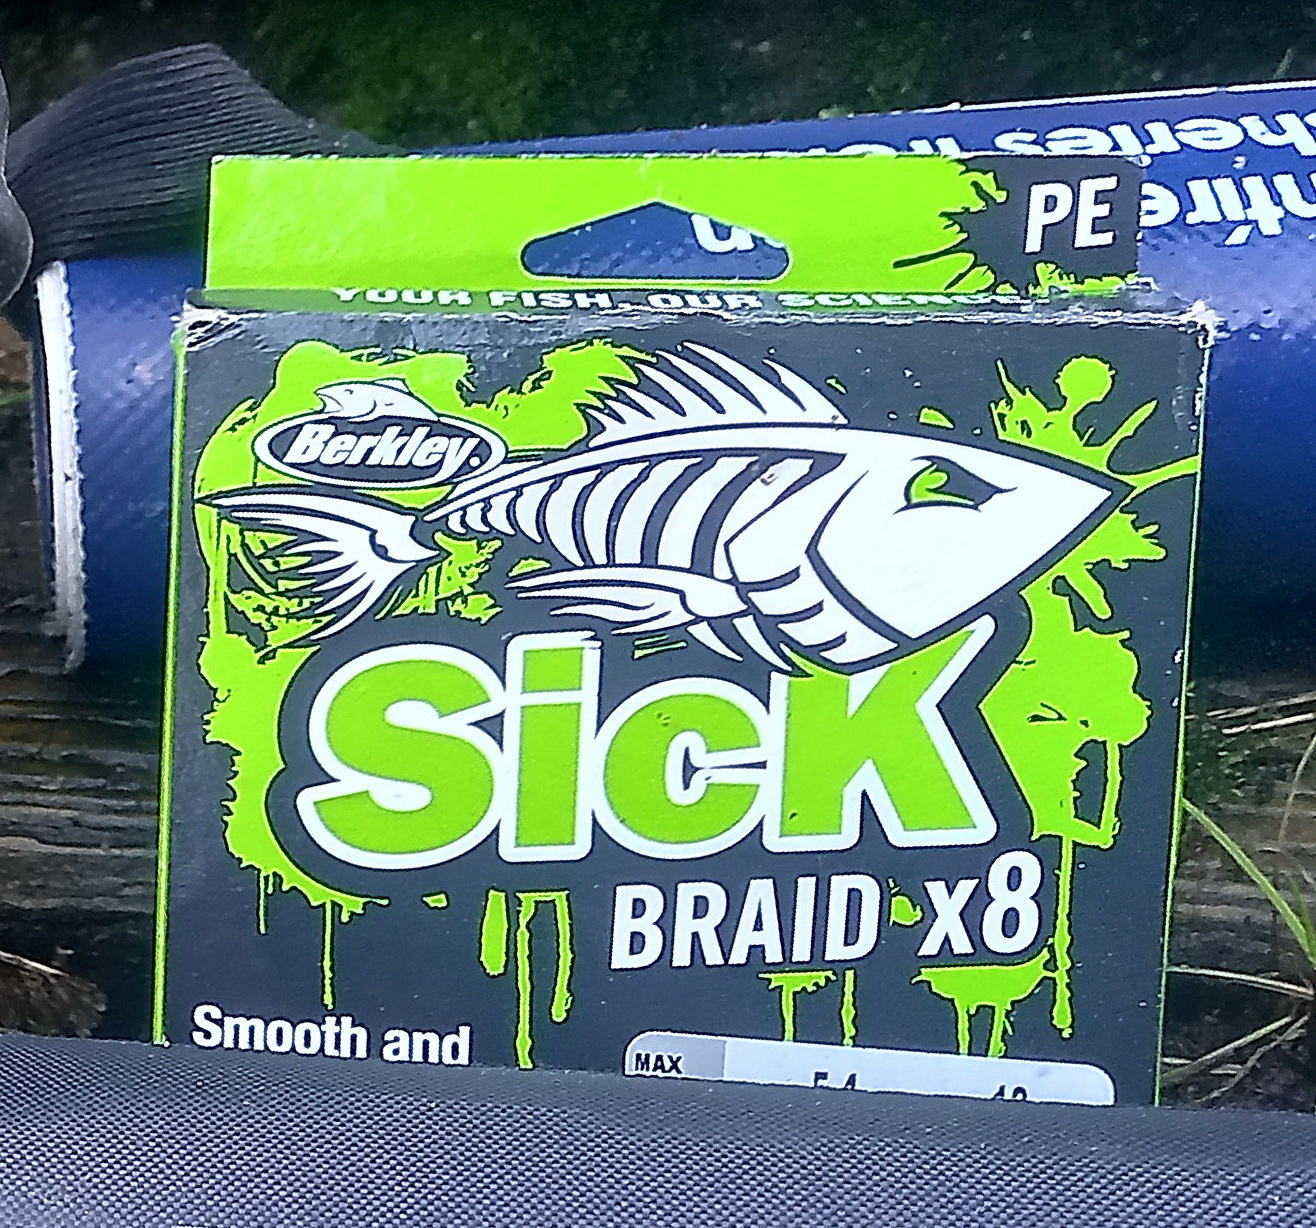 PE
YOUR FISH. OUR SCIENCE
Berkley
Sick
BRAID x8
Smooth and
MAX